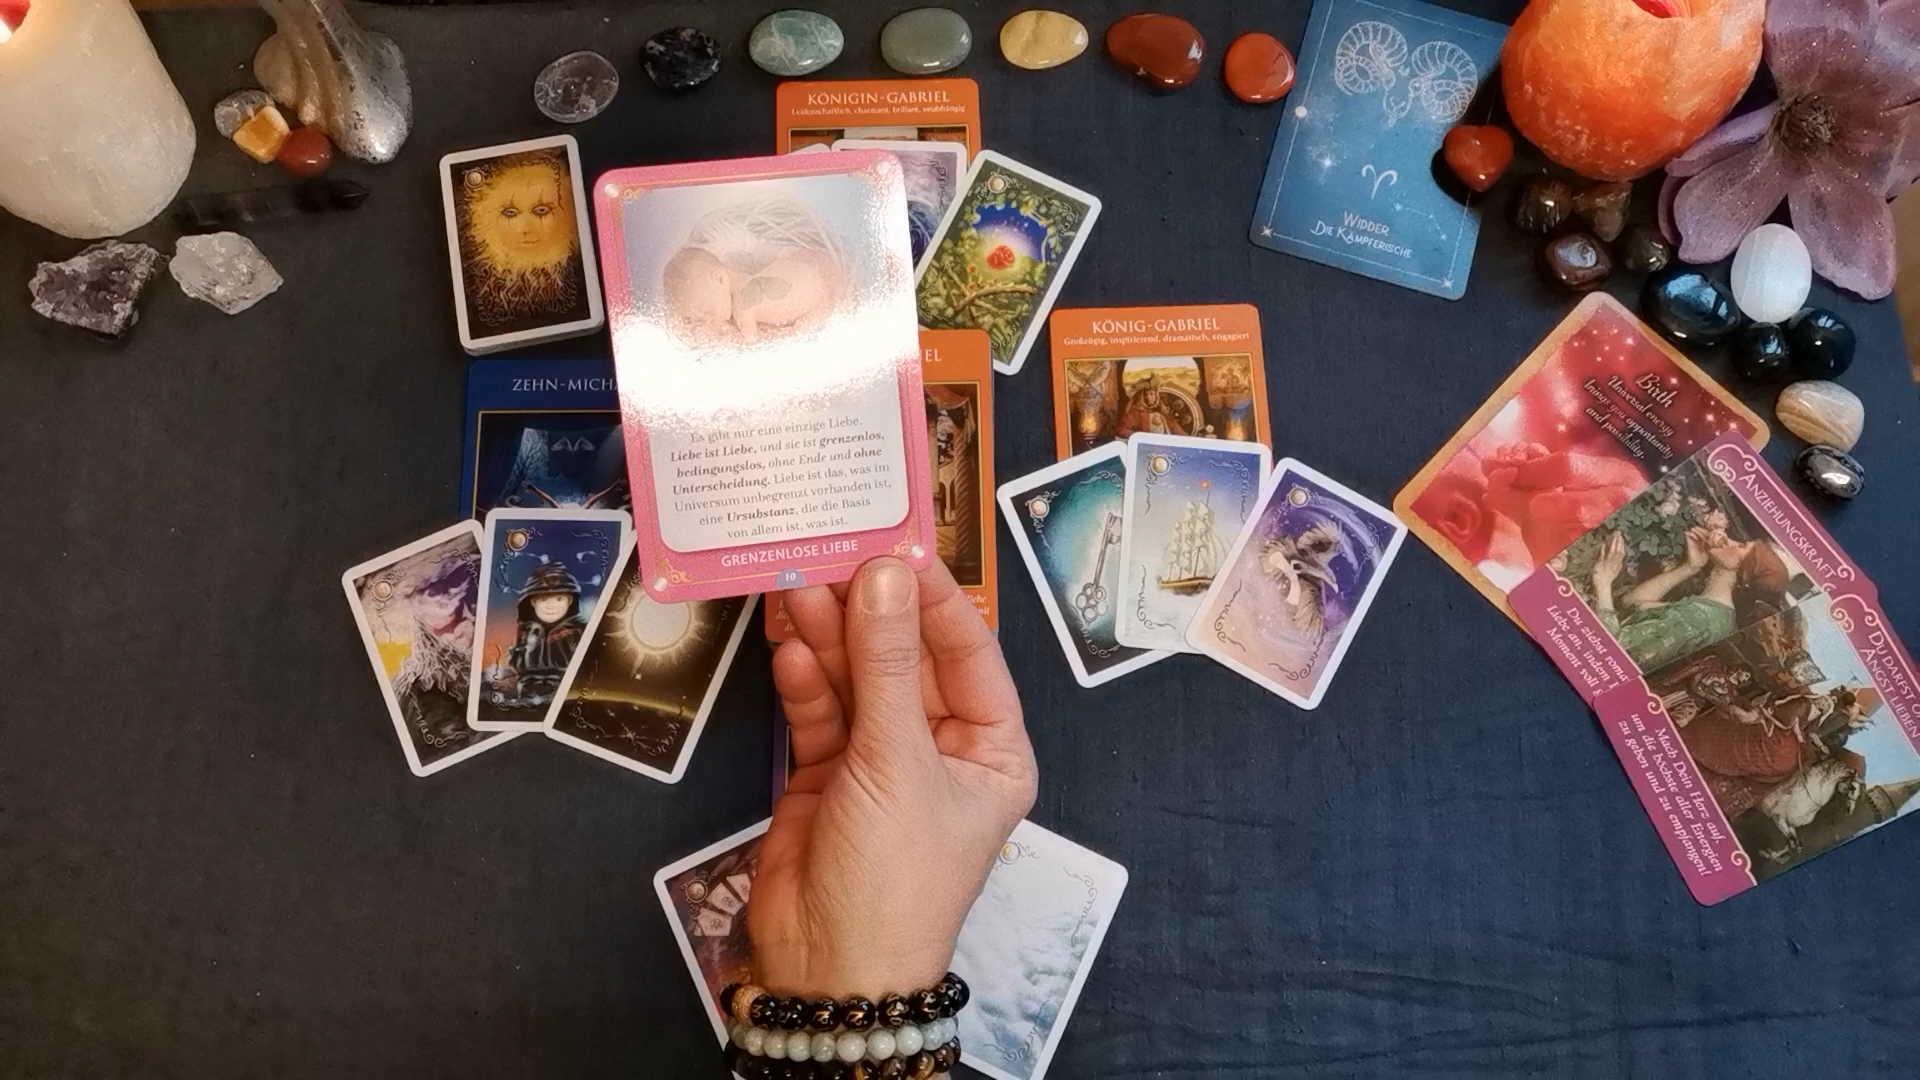 KÖNIGIN-GABRIEL
Leidenschaftlich, charmant, brillant, unabhängig
WIDDER
DIE KÄMPFERISCHE
KÖNIG-GABRIEL
Großzügig, inspirierend, dramatisch, engagiert
IEL
ZEHN-MICHA
Es gibt nur eine einzige Liebe.
Liebe ist Liebe, und sie ist grenzenlos,
bedingungslos, ohne Ende und ohne
Unterscheidung. Liebe ist das, was im
Universum unbegrenzt vorhanden ist,
eine Ursubstanz, die die Basis
von allem ist, was ist.
GRENZENLOSE LIEBE
10
Birth
Universal energy
brings you opportunity
and possibility.
ANZIEHUNGSKRAFT
Du ziehst roma
Liebe an, indem
Moment voll
DU DARFST
ANGST LIEBEN
Mach Dein Herz auf,
um die höchste aller Energien
zu geben und zu empfangen!